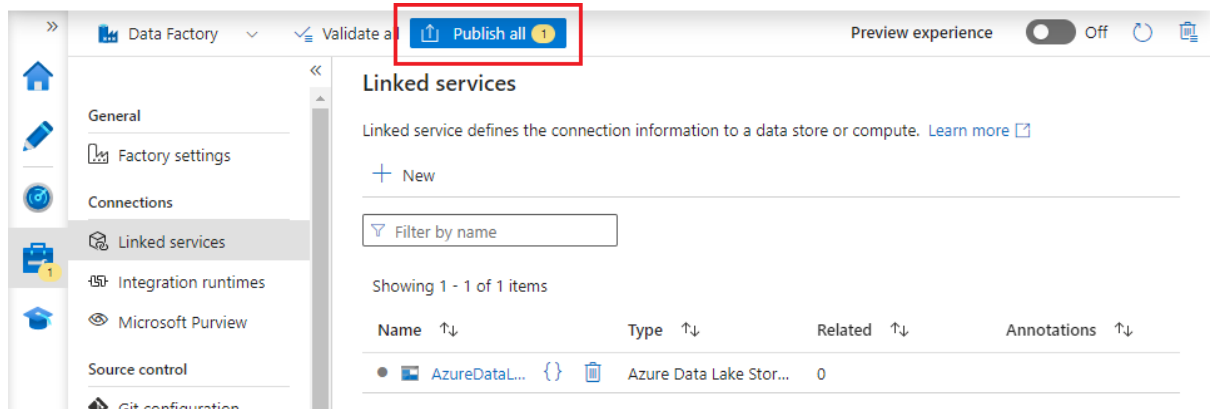 Data Factory
Validate all
Publish all 1
Preview experience
Off
General
Factory settings
Connections
Linked services
1
Integration runtimes
Microsoft Purview
Source control
Git configuration
Linked services
Linked service defines the connection information to a data store or compute. Learn more
New
Filter by name
Showing 1 - 1 of 1 items
Name Type Related Annotations
AzureDataL... {} Azure Data Lake Stor... 0